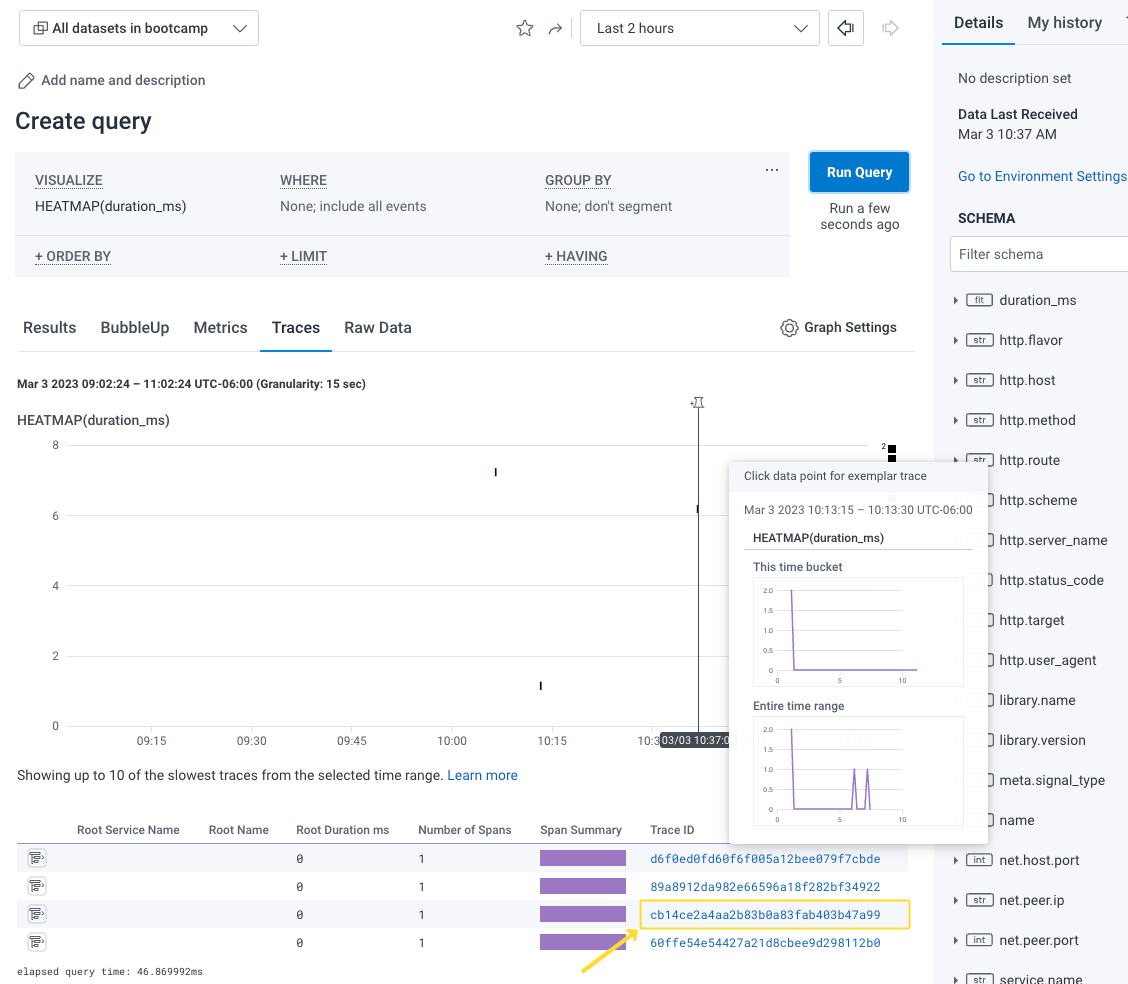 All datasets in bootcamp
Last 2 hours
Add name and description
Create query
VISUALIZE WHERE GROUP BY
HEATMAP(duration_ms) None; include all events None; don't segment
+ ORDER BY + LIMIT + HAVING
Run Query
Run a few
seconds ago
Results BubbleUp Metrics Traces Raw Data
Graph Settings
Mar 3 2023 09:02:24 – 11:02:24 UTC-06:00 (Granularity: 15 sec)
HEATMAP(duration_ms)
8
6
4
2
0
2
09:15 09:30 09:45 10:00 10:15 10:3
03/03 10:37:0
Click data point for exemplar trace
Mar 3 2023 10:13:15 – 10:13:30 UTC-06:00
HEATMAP(duration_ms)
This time bucket
2.0
1.5
1.0
0.5
0
0 5 10
Entire time range
2.0
1.5
1.0
0.5
0
0 5 10
Showing up to 10 of the slowest traces from the selected time range. Learn more
Root Service Name Root Name Root Duration ms Number of Spans Span Summary Trace ID
0 1 d6f0ed0fd60f6f005a12bee079f7cbde
0 1 89a8912da982e66596a18f282bf34922
0 1 cb14ce2a4aa2b83b0a83fab403b47a99
0 1 60ffe54e54427a21d8cbee9d298112b0
elapsed query time: 46.869992ms
Details My history
No description set
Data Last Received
Mar 3 10:37 AM
Go to Environment Settings
SCHEMA
Filter schema
flt duration_ms
str http.flavor
str http.host
str http.method
str http.route
http.scheme
http.server_name
http.status_code
http.target
http.user_agent
library.name
library.version
meta.signal_type
name
int net.host.port
str net.peer.ip
int net.peer.port
str service.name